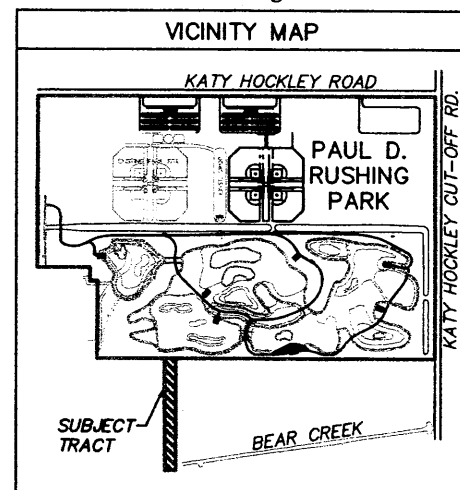 VICINITY MAP
KATY HOCKLEY ROAD
PAUL D.
RUSHING
PARK
KATY HOCKLEY CUT-OFF RD.
SUBJECT
TRACT
BEAR CREEK